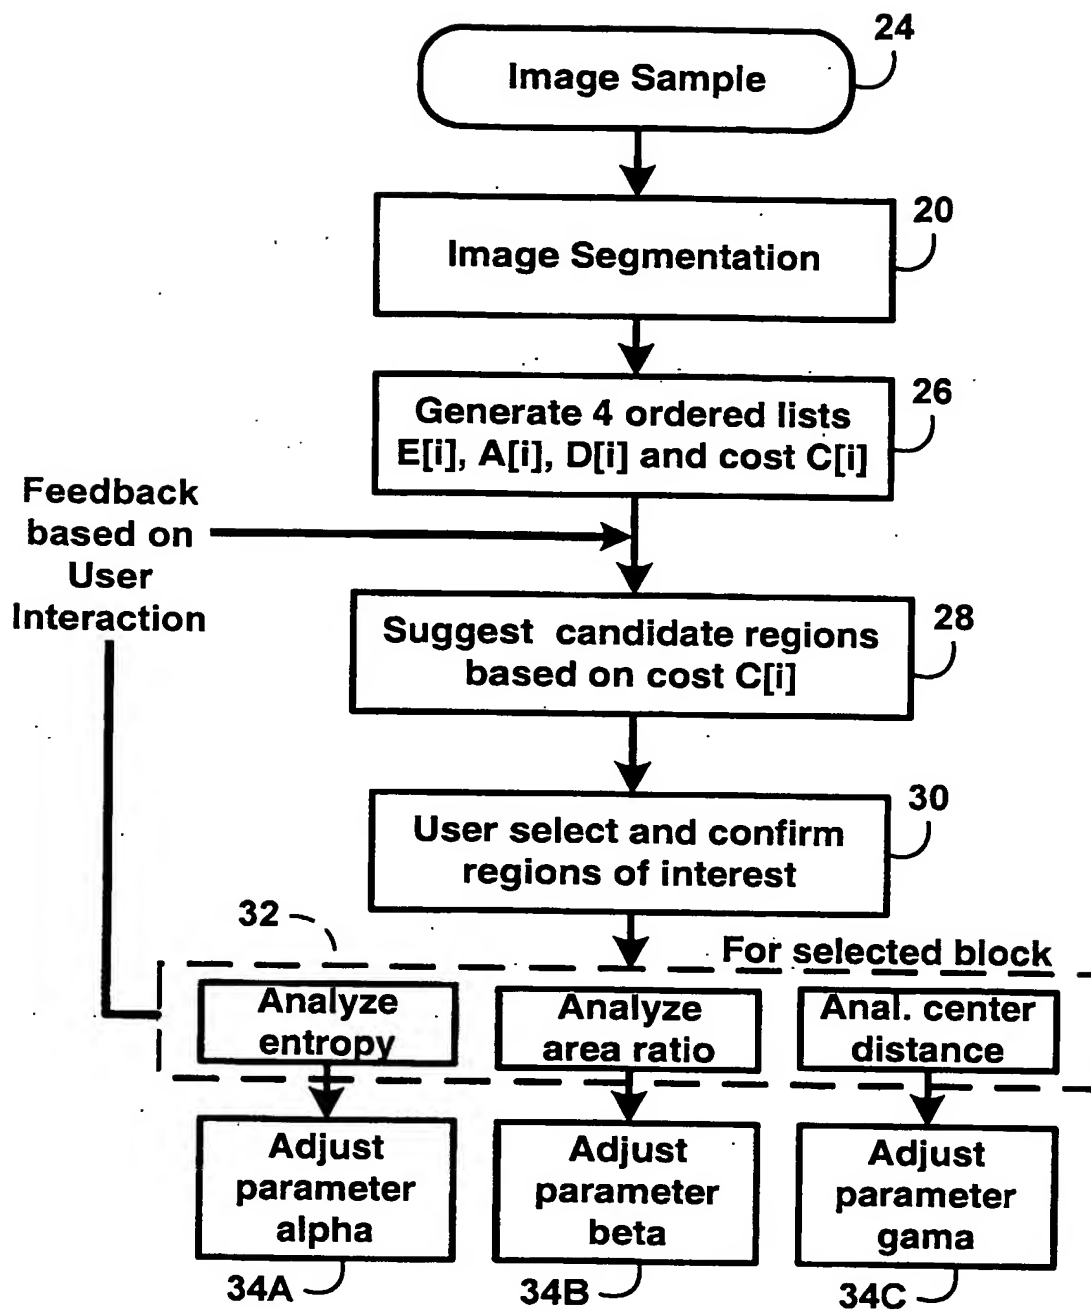 24
Image Sample
20
Image Segmentation
26
Generate 4 ordered lists
E[i], A[i], D[i] and cost C[i]
Feedback
based on
User
Interaction
28
Suggest candidate regions
based on cost C[i]
30
User select and confirm
regions of interest
32
For selected block
Analyze
entropy
Analyze
area ratio
Anal. center
distance
Adjust
parameter
alpha
Adjust
parameter
beta
Adjust
parameter
gama
34A
34B
34C